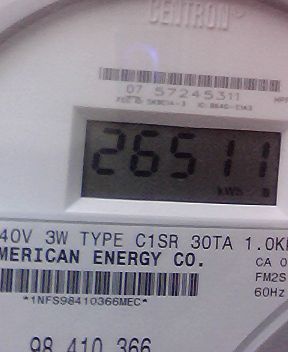 CENTRON
07 57245311
26511
kWh
40V 3W TYPE C1SR 30TA 1.0K
MERICAN ENERGY CO.
CA 0
FM2S
60Hz
*1NFS98410366MEC*
98 410 366